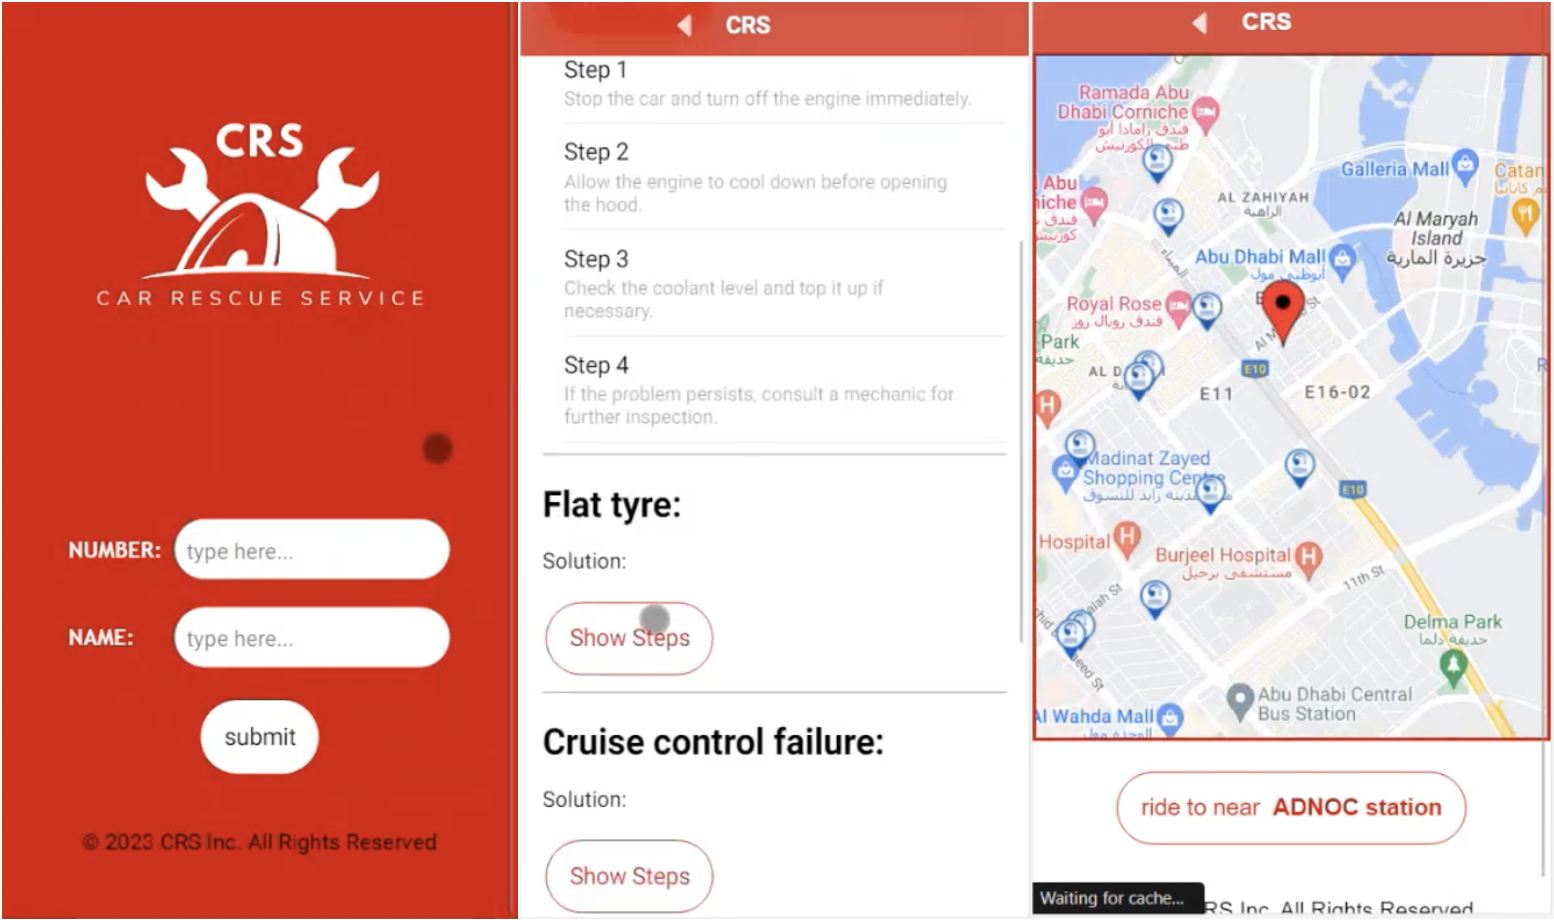 CRS
CAR RESCUE SERVICE
NUMBER:
type here...
NAME:
type here...
submit
© 2023 CRS Inc. All Rights Reserved
CRS
Step 1
Stop the car and turn off the engine immediately.
Step 2
Allow the engine to cool down before opening
the hood.
Step 3
Check the coolant level and top it up if
necessary.
Step 4
If the problem persists, consult a mechanic for
further inspection.
Flat tyre:
Solution:
Show Steps
Cruise control failure:
Solution:
Show Steps
CRS
Ramada Abu
Dhabi Corniche
فندق رامادا أبو
ظبي الكورنيش
Galleria Mall
Catan
Abu
niche
AL ZAHIYAH
الزاهية
Al Maryah
Island
جزيرة المارية
Abu Dhabi Mall
أبوظبي مول
الميناء
Royal Rose
فندق رويال روز
Park
حديقة
E10
E11
E16-02
H
Madinat Zayed
Shopping Centre
E10
Hospital
H
Burjeel Hospital
H
مستشفى برجيل
11th St
Delma Park
حديقة دلما
Abu Dhabi Central
Bus Station
Al Wahda Mall
الوحدة مول
ride to near ADNOC station
Waiting for cache...
RS Inc. All Rights Reserved